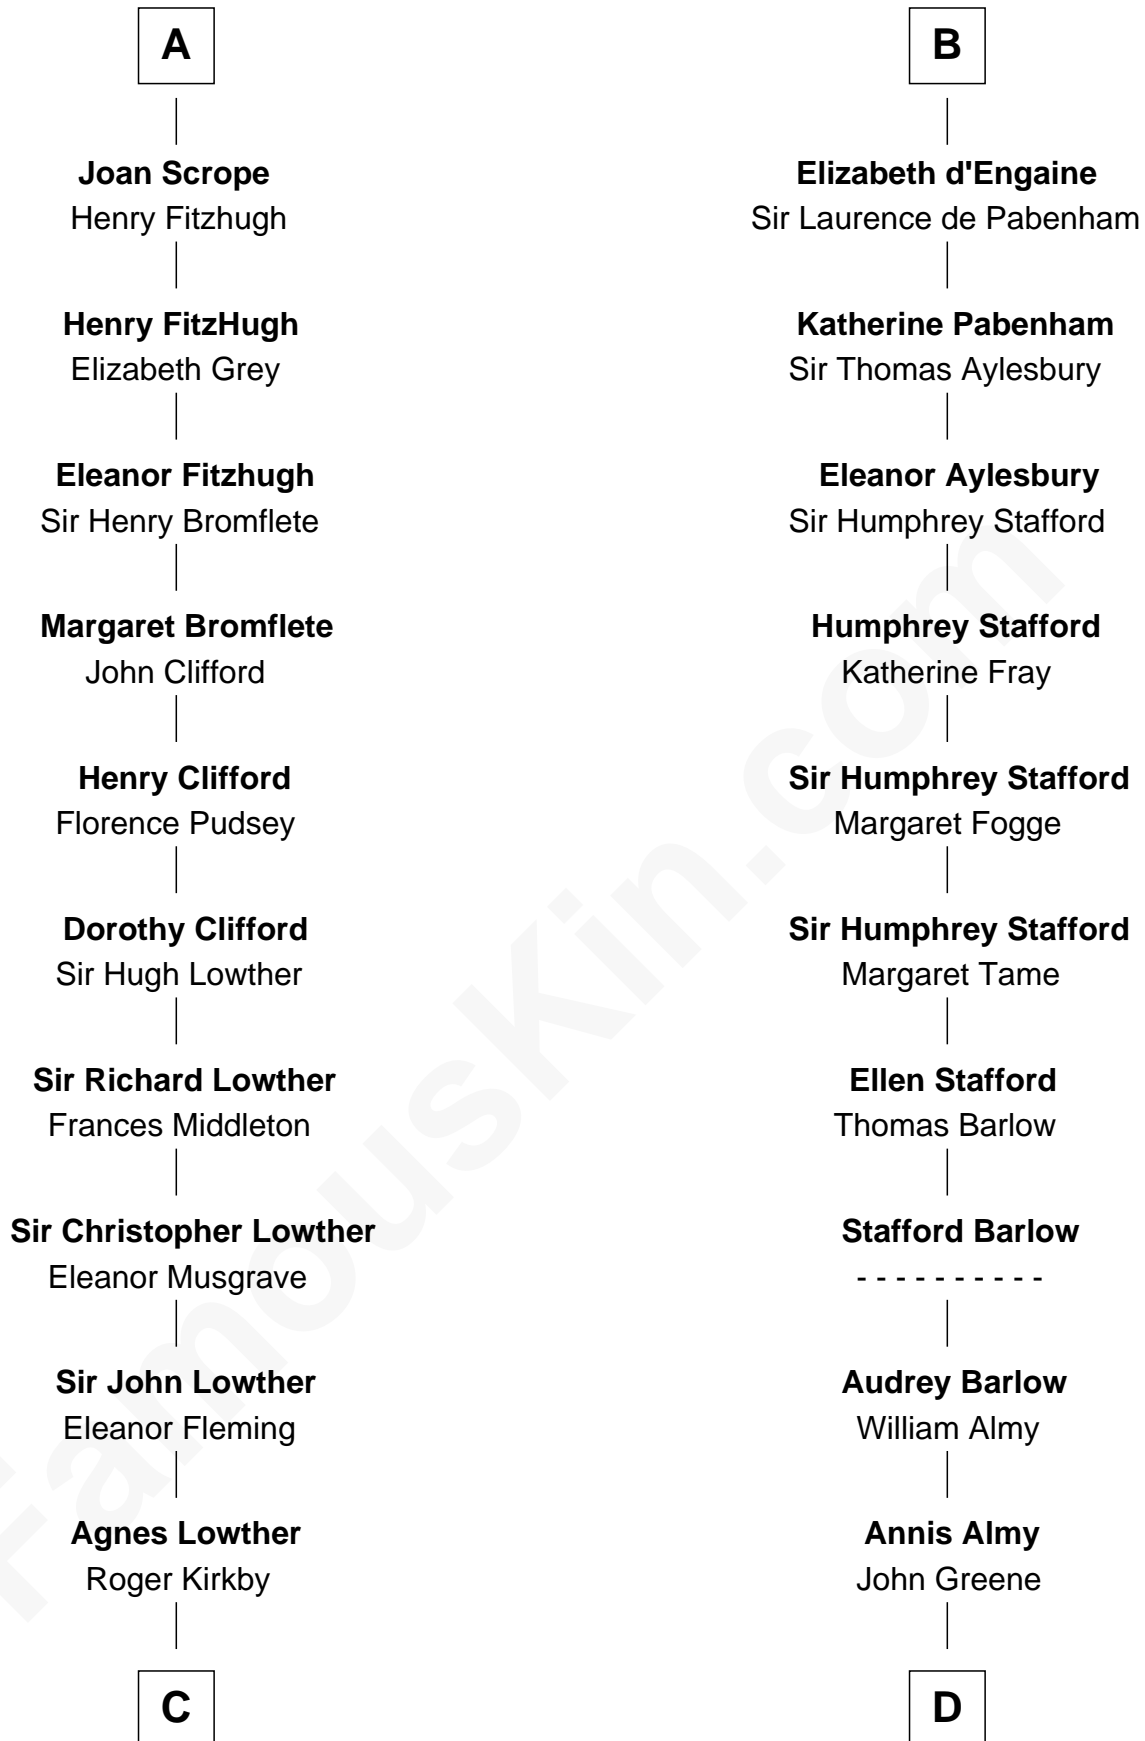 A
Joan Scrope
Henry Fitzhugh
Henry FitzHugh
Elizabeth Grey
Eleanor Fitzhugh
Sir Henry Bromflete
Margaret Bromflete
John Clifford
Henry Clifford
Florence Pudsey
Dorothy Clifford
Sir Hugh Lowther
Sir Richard Lowther
Frances Middleton
Sir Christopher Lowther
Eleanor Musgrave
Sir John Lowther
Eleanor Fleming
Agnes Lowther
Roger Kirkby
C
B
Elizabeth d'Engaine
Sir Laurence de Pabenham
Katherine Pabenham
Sir Thomas Aylesbury
Eleanor Aylesbury
Sir Humphrey Stafford
Humphrey Stafford
Katherine Fray
Sir Humphrey Stafford
Margaret Fogge
Sir Humphrey Stafford
Margaret Tame
Ellen Stafford
Thomas Barlow
Stafford Barlow
- - - - - - - - - -
Audrey Barlow
William Almy
Annis Almy
John Greene
D
FamousKin.com